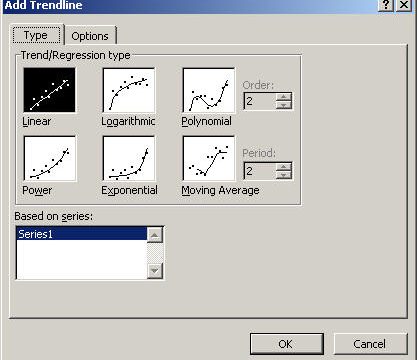 Add Trendline
Type Options
Trend/Regression type
Order:
2
Linear Logarithmic Polynomial
Period:
2
Power Exponential Moving Average
Based on series:
Series1
OK Cancel